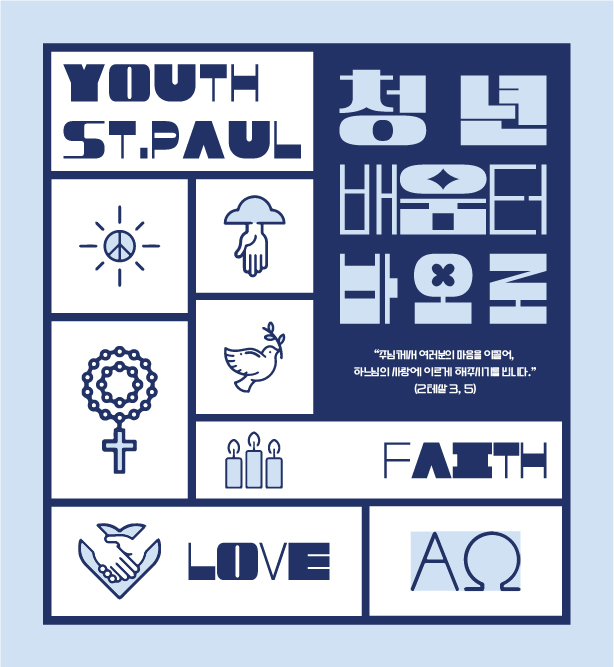 YOUTH
ST.PAUL
청년
배움터
바오로
“주님께서 여러분의 마음을 이끌어,
하느님의 사랑에 이르게 해주시기를 빕니다.”
(2테살 3, 5)
FAITH
LOVE
ΑΩ